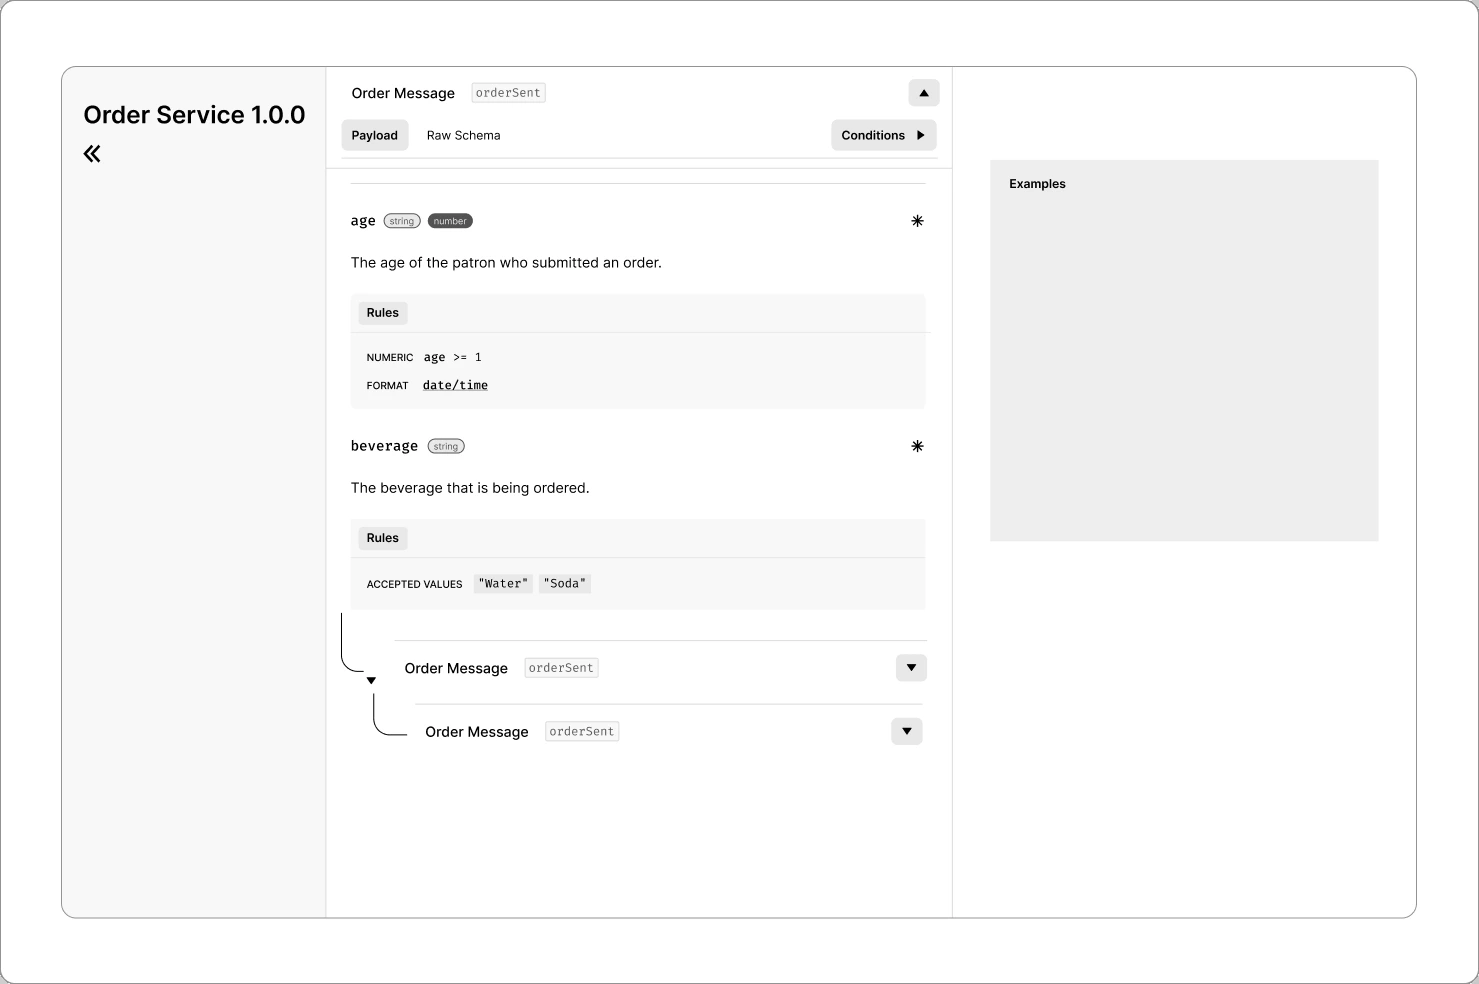 Order Service 1.0.0
Order Message orderSent
Payload Raw Schema Conditions
age string number
The age of the patron who submitted an order.
Rules
NUMERIC age >= 1
FORMAT date/time
beverage string
The beverage that is being ordered.
Rules
ACCEPTED VALUES "Water" "Soda"
Order Message orderSent
Order Message orderSent
Examples